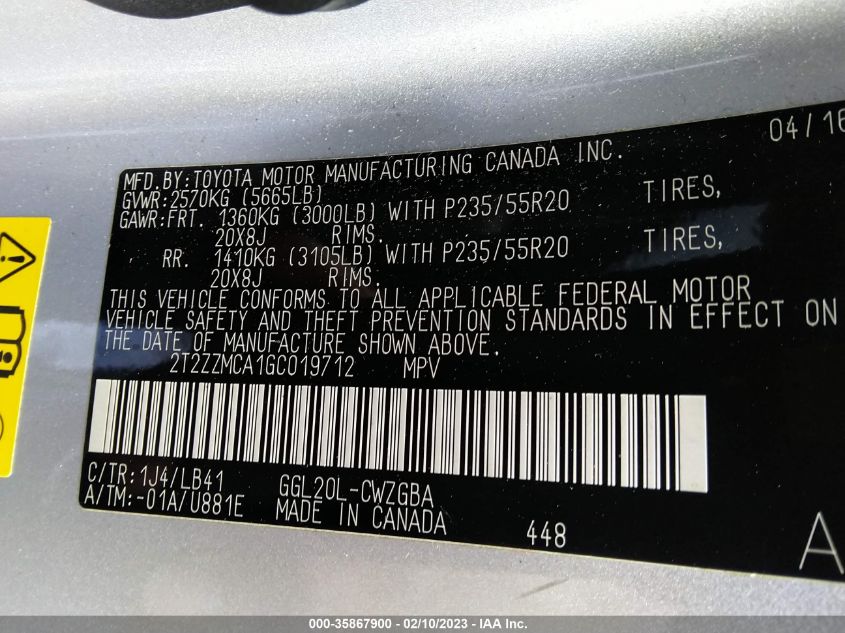 04/16
MFD.BY:TOYOTA MOTOR MANUFACTURING CANADA INC.
GVWR:2570KG (5665LB)
GAWR:FRT. 1360KG (3000LB) WITH P235/55R20 TIRES,
20X8J RIMS.
RR. 1410KG (3105LB) WITH P235/55R20 TIRES,
20X8J RIMS.
THIS VEHICLE CONFORMS TO ALL APPLICABLE FEDERAL MOTOR
VEHICLE SAFETY AND THEFT PREVENTION STANDARDS IN EFFECT ON
THE DATE OF MANUFACTURE SHOWN ABOVE.
2T2ZZMCA1GC019712 MPV
C/TR:1J4/LB41 GGL20L-CWZGBA
A/TM:-01A/U881E MADE IN CANADA
448
A
000-35867900 - 02/10/2023 - IAA Inc.